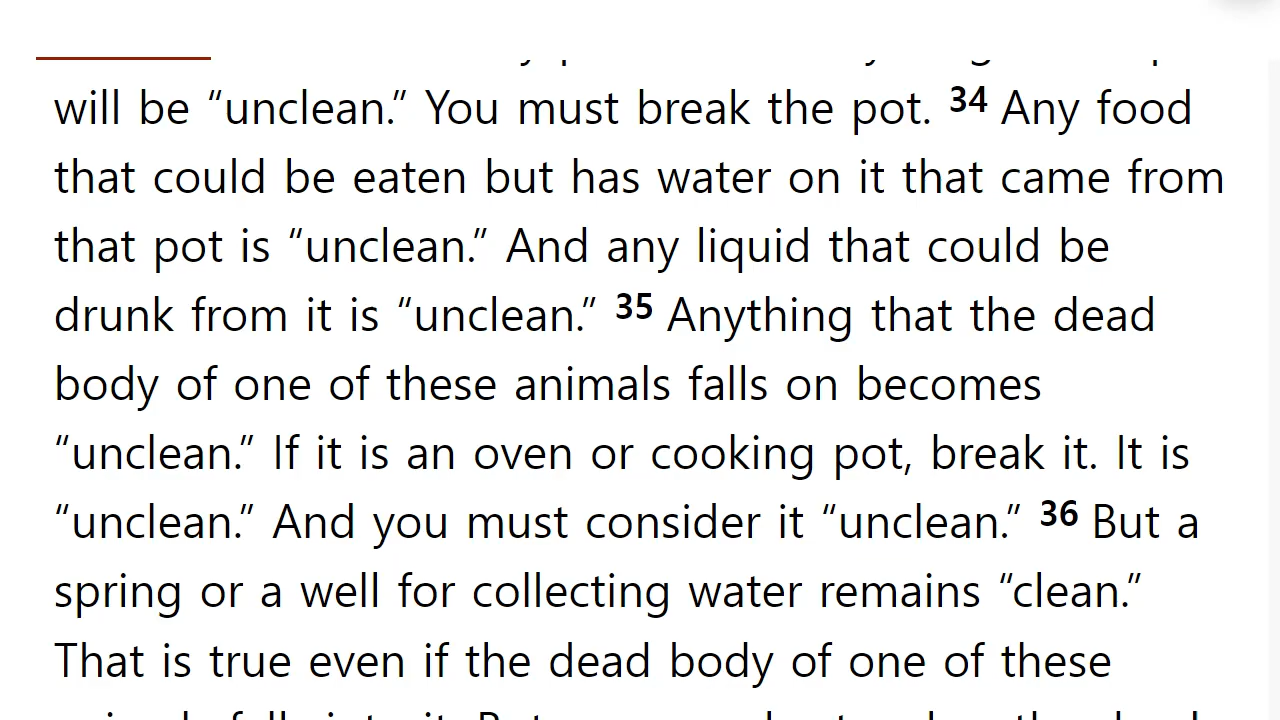 will be “unclean.” You must break the pot. 34 Any food
that could be eaten but has water on it that came from
that pot is “unclean.” And any liquid that could be
drunk from it is “unclean.” 35 Anything that the dead
body of one of these animals falls on becomes
“unclean.” If it is an oven or cooking pot, break it. It is
“unclean.” And you must consider it “unclean.” 36 But a
spring or a well for collecting water remains “clean.”
That is true even if the dead body of one of these